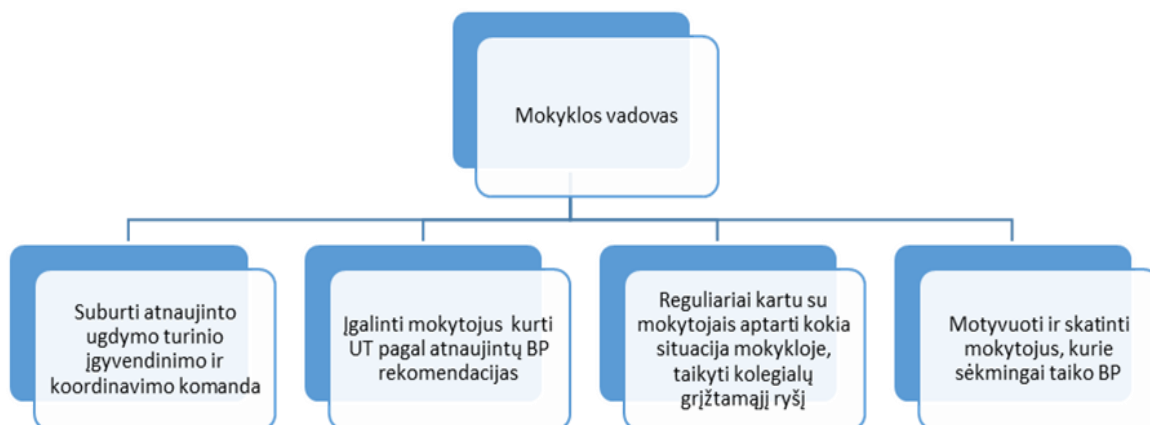 Mokyklos vadovas
Suburti atnaujinto
ugdymo turinio
įgyvendinimo ir
koordinavimo komanda
Įgalinti mokytojus  kurti
UT pagal atnaujintų BP
rekomendacijas
Reguliariai kartu su
mokytojais aptarti kokia
situacija mokykloje,
taikyti kolegialų
grįžtamąjį ryšį
Motyvuoti ir skatinti
mokytojus, kurie
sėkmingai taiko BP